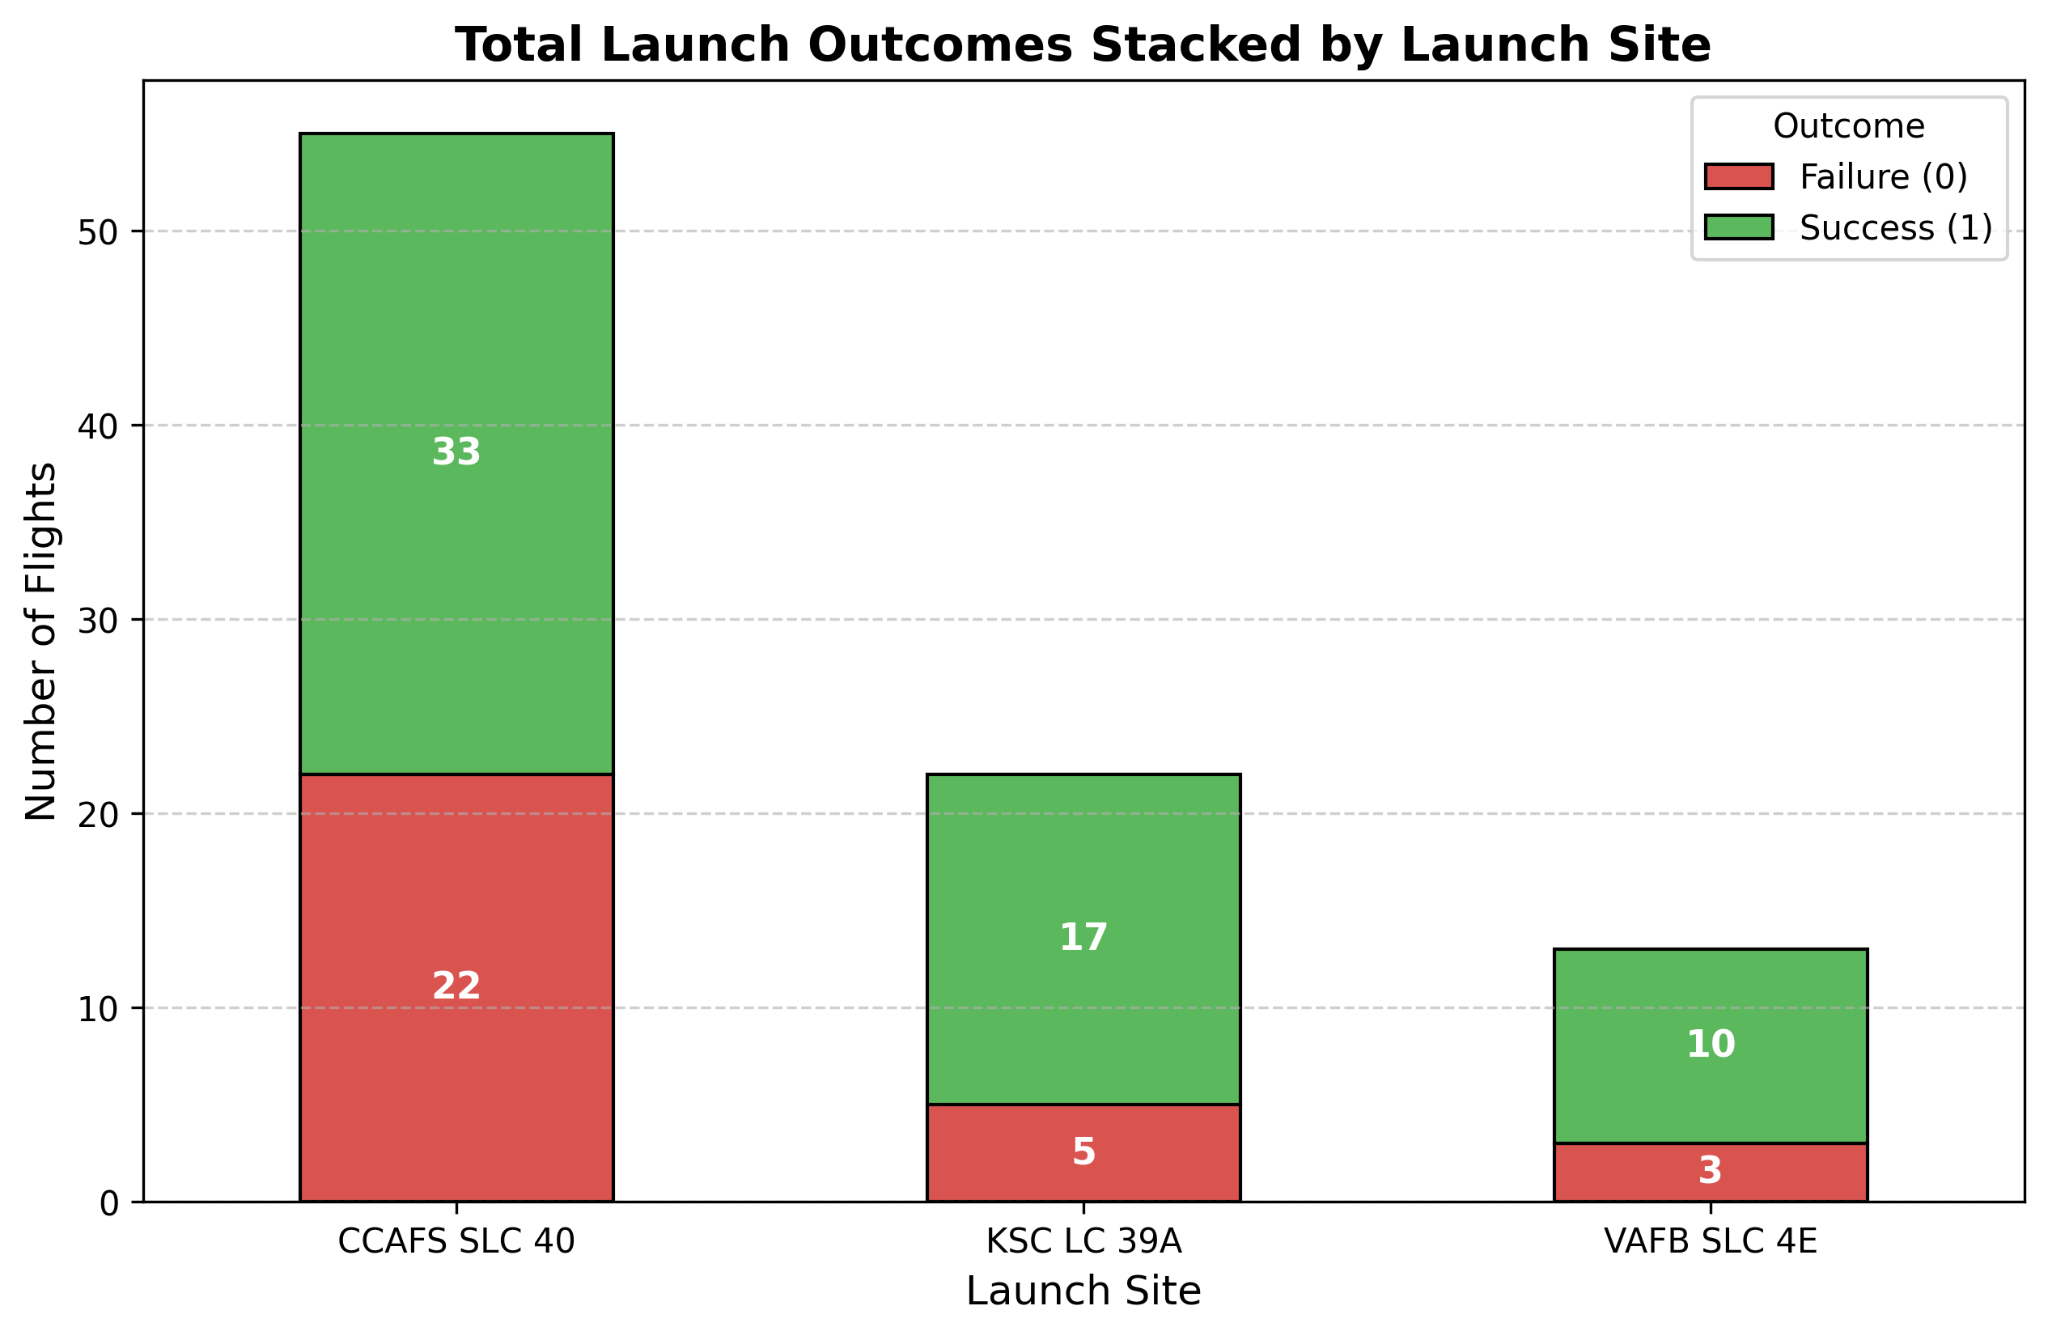 Total Launch Outcomes Stacked by Launch Site
Outcome
Failure (0)
Success (1)
Number of Flights
50
40
30
20
10
0
33
22
17
5
10
3
CCAFS SLC 40
KSC LC 39A
VAFB SLC 4E
Launch Site